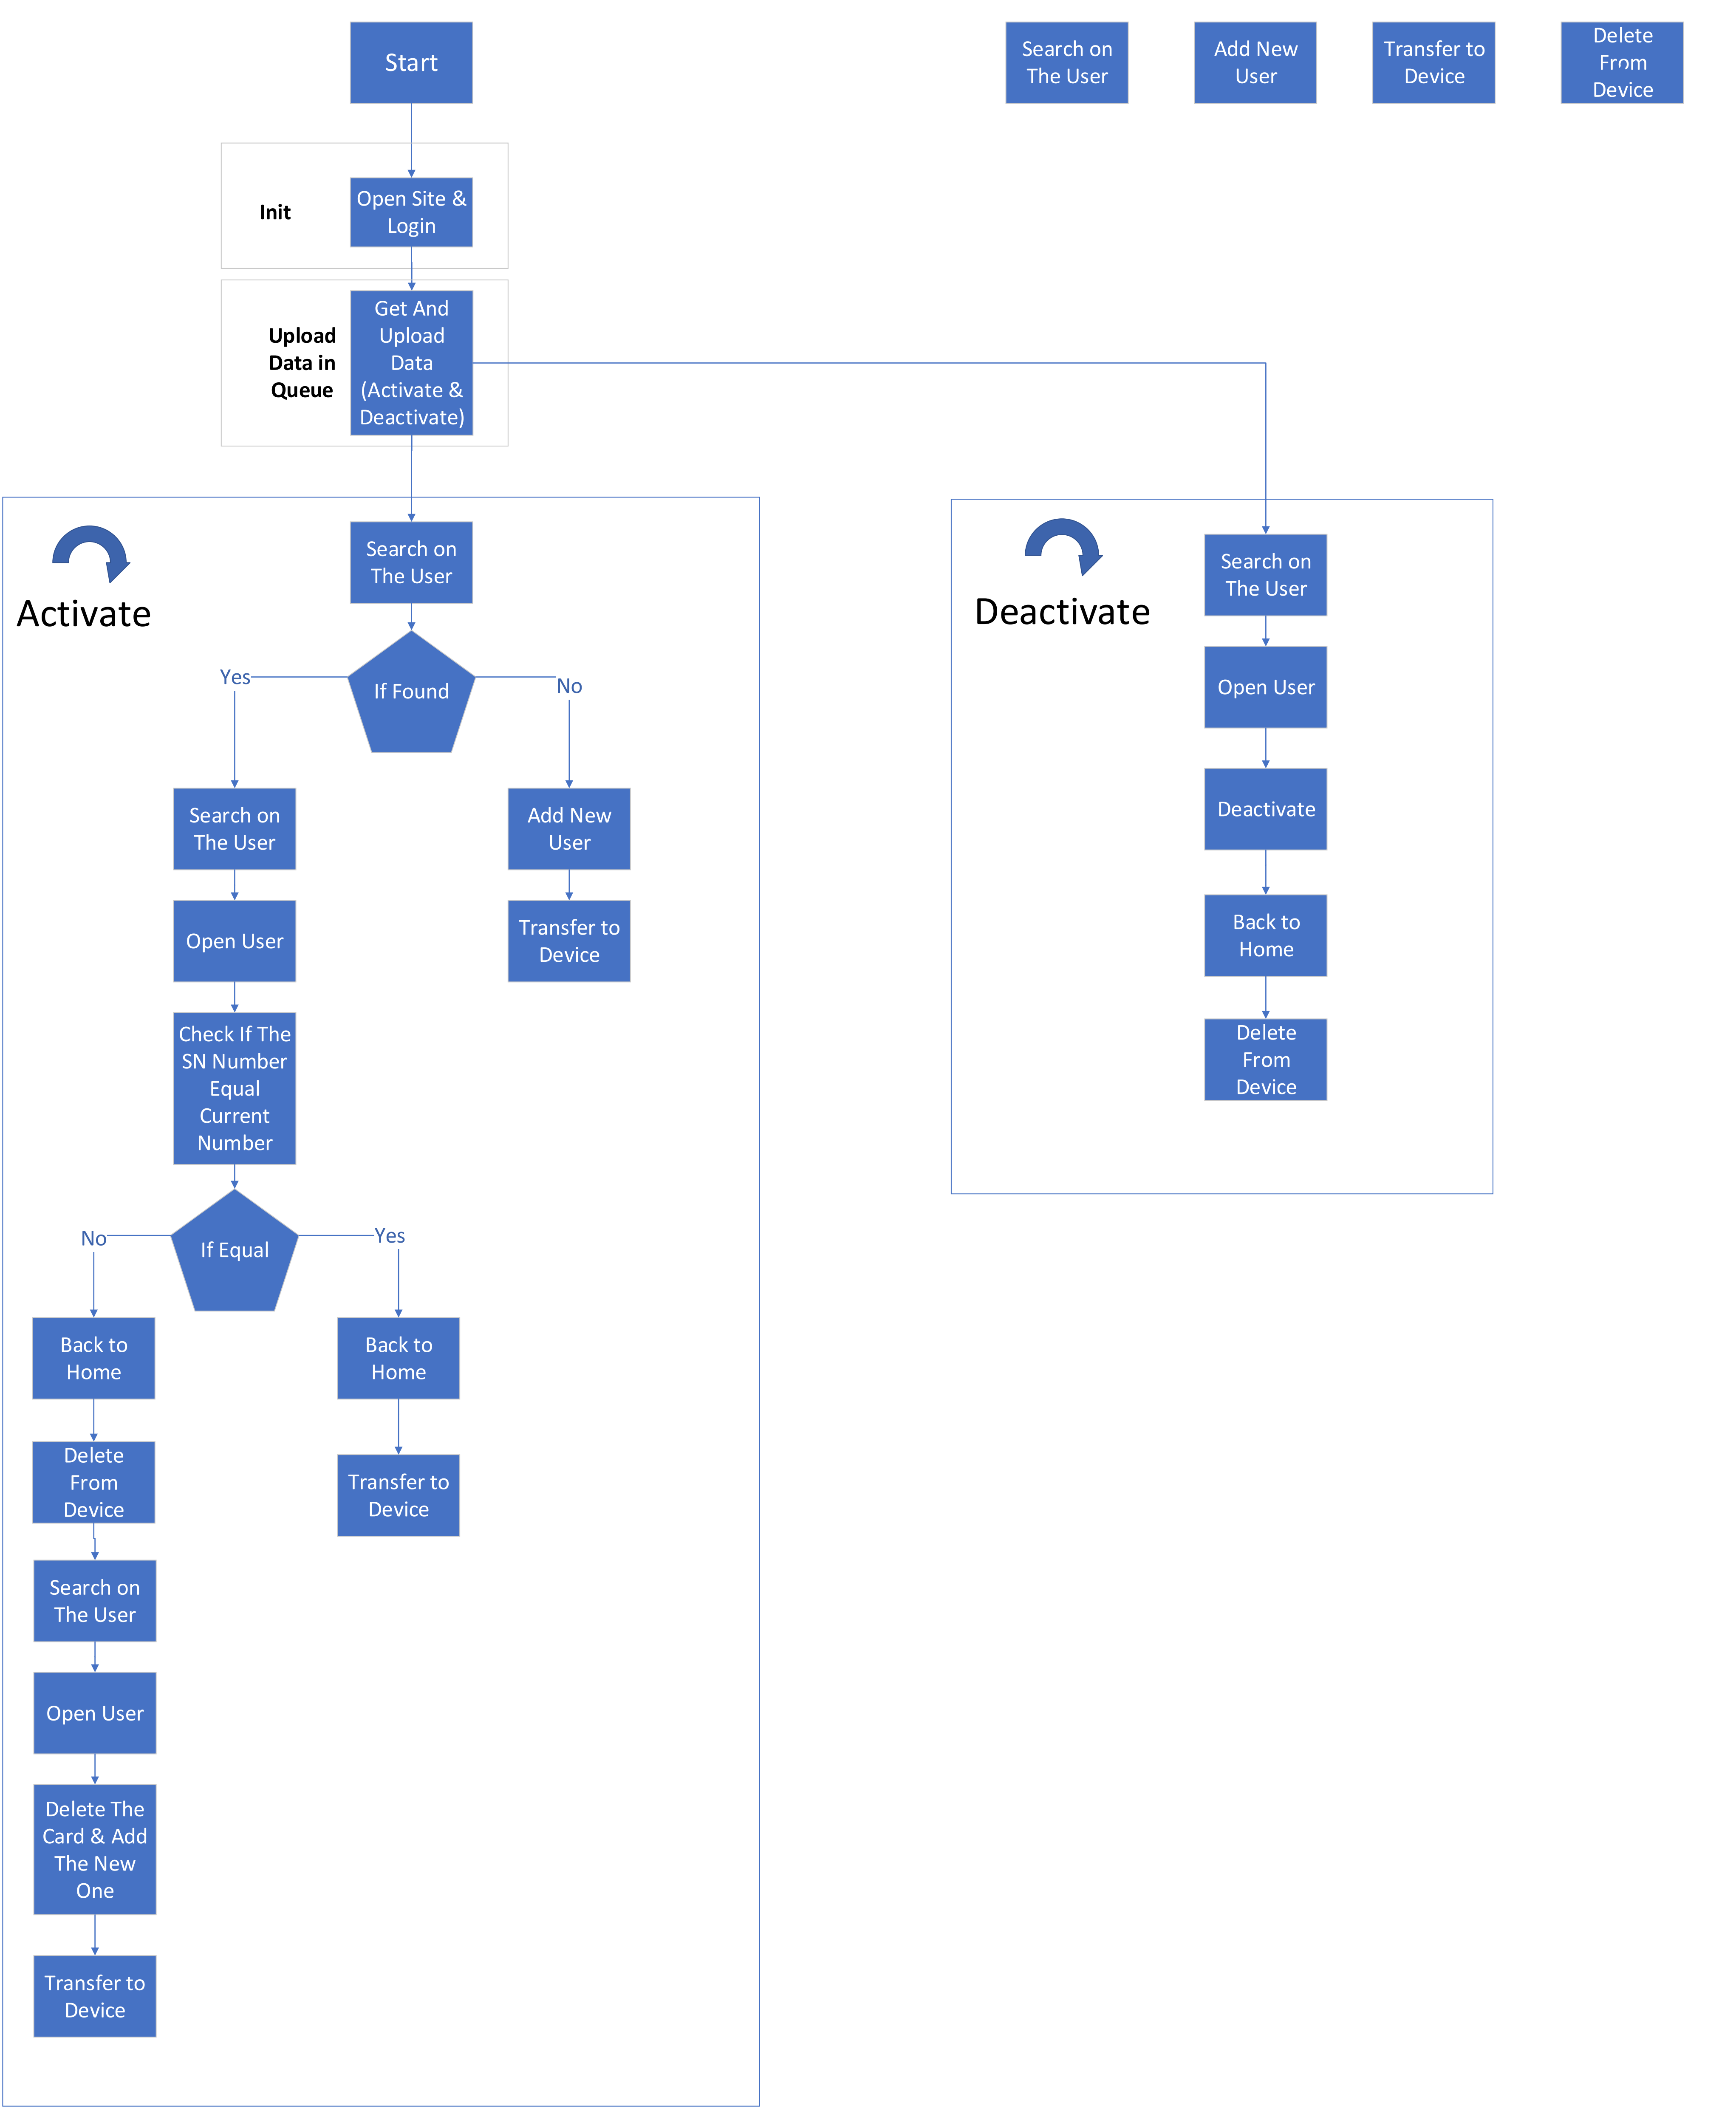 Start
Search on
The User
Add New
User
Transfer to
Device
Delete
From
Device
Init
Open Site &
Login
Upload
Data in
Queue
Get And
Upload
Data
(Activate &
Deactivate)
Activate
Search on
The User
If Found
Yes
No
Search on
The User
Add New
User
Open User
Transfer to
Device
Check If The
SN Number
Equal
Current
Number
If Equal
No
Yes
Back to
Home
Back to
Home
Delete
From
Device
Transfer to
Device
Search on
The User
Open User
Delete The
Card & Add
The New
One
Transfer to
Device
Deactivate
Search on
The User
Open User
Deactivate
Back to
Home
Delete
From
Device